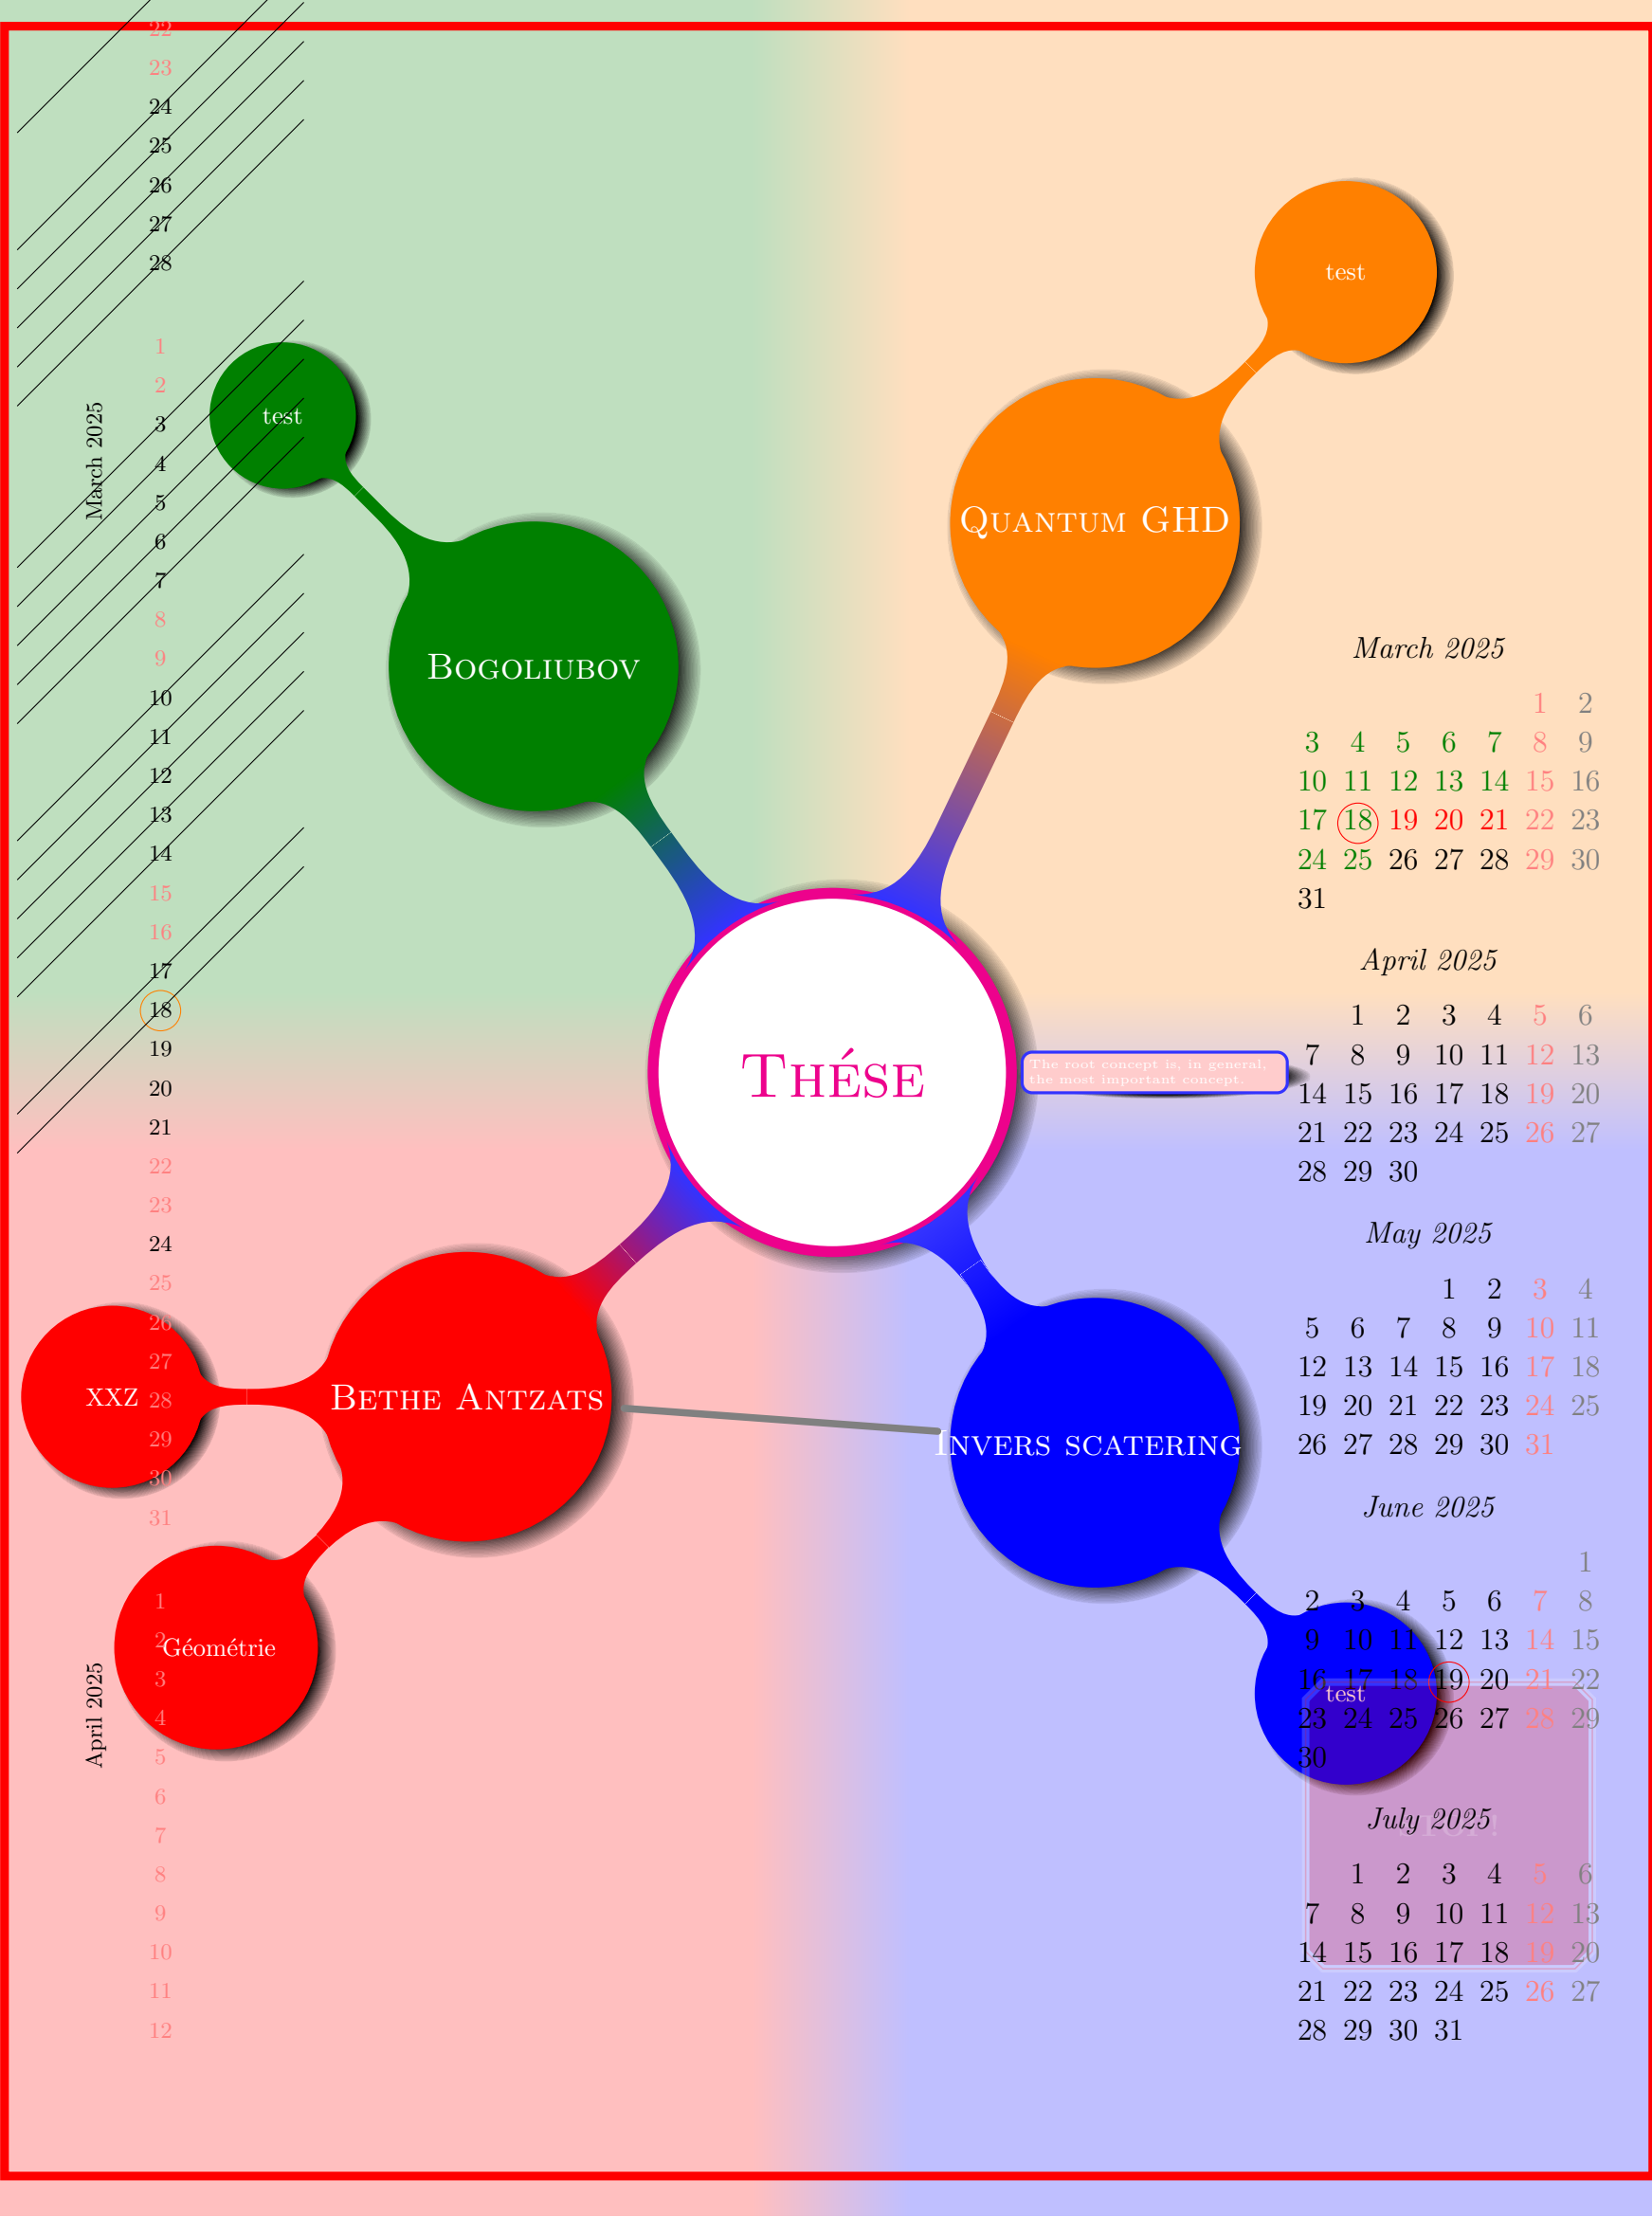 22
23
24
25
26
27
28
March 2025
1
2
3
4
5
6
7
8
9
10
11
12
13
14
15
16
17
18
19
20
21
22
23
24
25
26
27
28
29
30
31
April 2025
1
2
3
4
5
6
7
8
9
10
11
12
test
Bogoliubov
test
Quantum GHD
Thése
The root concept is, in general,
the most important concept.
Bethe Antzats
XXZ
Géométrie
Invers scatering
test
March 2025
1 2
3 4 5 6 7 8 9
10 11 12 13 14 15 16
17 18 19 20 21 22 23
24 25 26 27 28 29 30
31
April 2025
1 2 3 4 5 6
7 8 9 10 11 12 13
14 15 16 17 18 19 20
21 22 23 24 25 26 27
28 29 30
May 2025
1 2 3 4
5 6 7 8 9 10 11
12 13 14 15 16 17 18
19 20 21 22 23 24 25
26 27 28 29 30 31
June 2025
1
2 3 4 5 6 7 8
9 10 11 12 13 14 15
16 17 18 19 20 21 22
23 24 25 26 27 28 29
30
July 2025
1 2 3 4 5 6
7 8 9 10 11 12 13
14 15 16 17 18 19 20
21 22 23 24 25 26 27
28 29 30 31